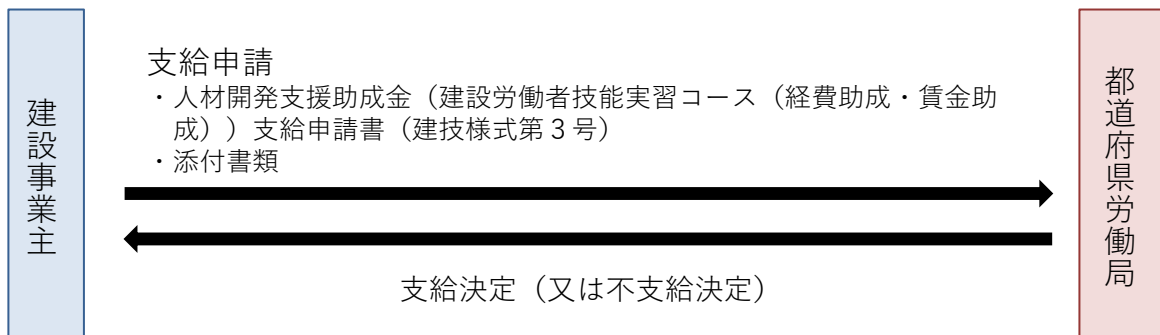 建設事業主
支給申請
・人材開発支援助成金（建設労働者技能実習コース（経費助成・賃金助
成））支給申請書（建技様式第３号）
・添付書類
支給決定（又は不支給決定）
都道府県労働局